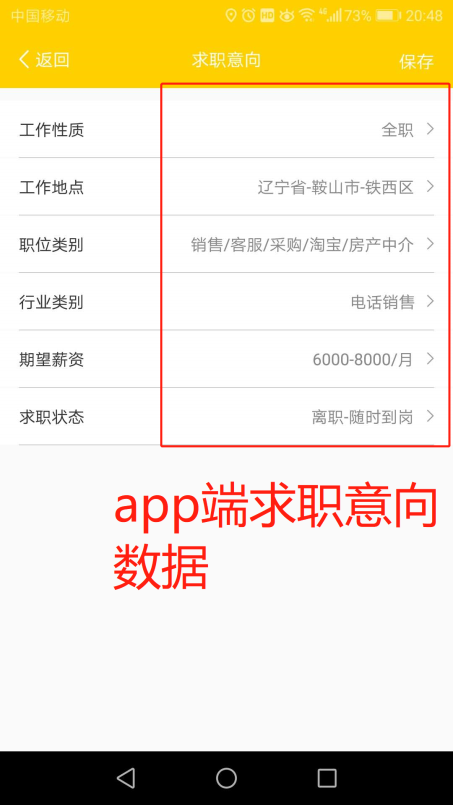 中国移动 HD 4G 73% 20:48
返回 求职意向 保存
工作性质 全职
工作地点 辽宁省-鞍山市-铁西区
职位类别 销售/客服/采购/淘宝/房产中介
行业类别 电话销售
期望薪资 6000-8000/月
求职状态 离职-随时到岗
app端求职意向
数据